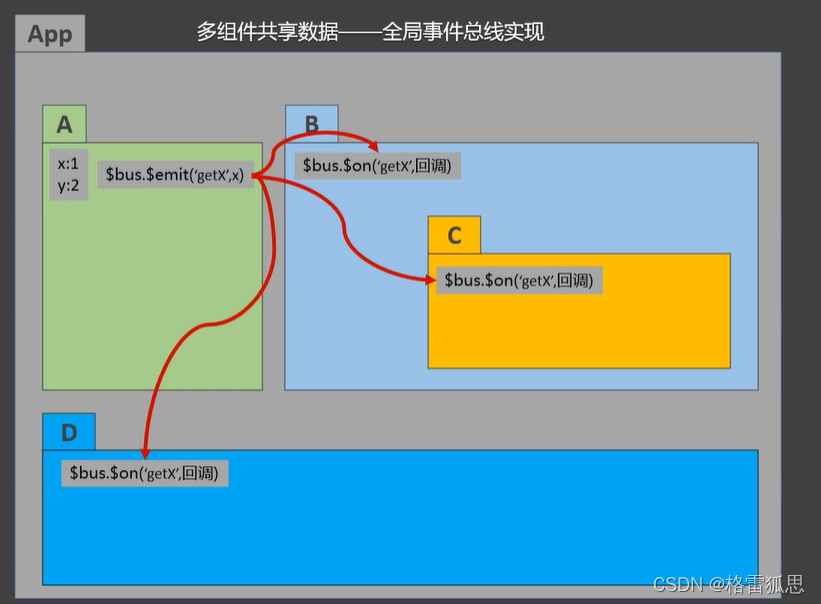 App
多组件共享数据——全局事件总线实现
A
x:1
y:2
$bus.$emit(‘getX’,x)
B
$bus.$on(‘getX’,回调)
C
$bus.$on(‘getX’,回调)
D
$bus.$on(‘getX’,回调)
CSDN @格雷狐思